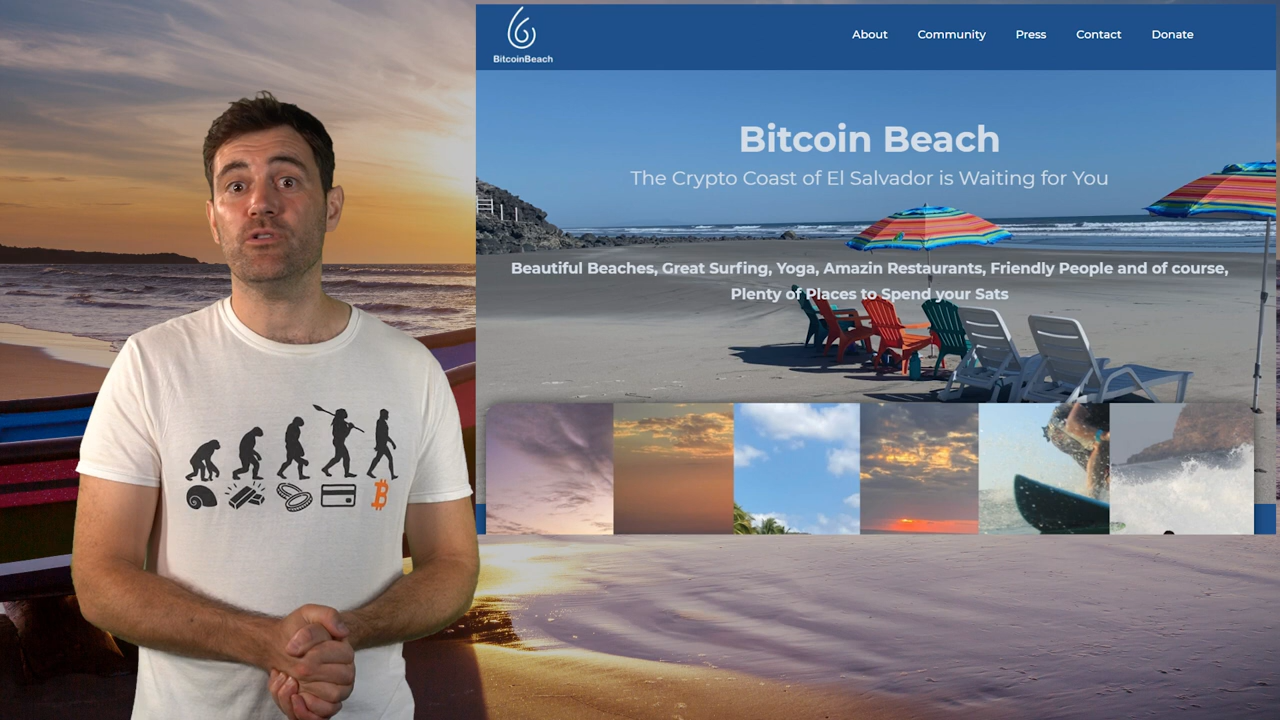 BitcoinBeach
About Community Press Contact Donate
Bitcoin Beach
The Crypto Coast of El Salvador is Waiting for You
Beautiful Beaches, Great Surfing, Yoga, Amazin Restaurants, Friendly People and of course,
Plenty of Places to Spend your Sats